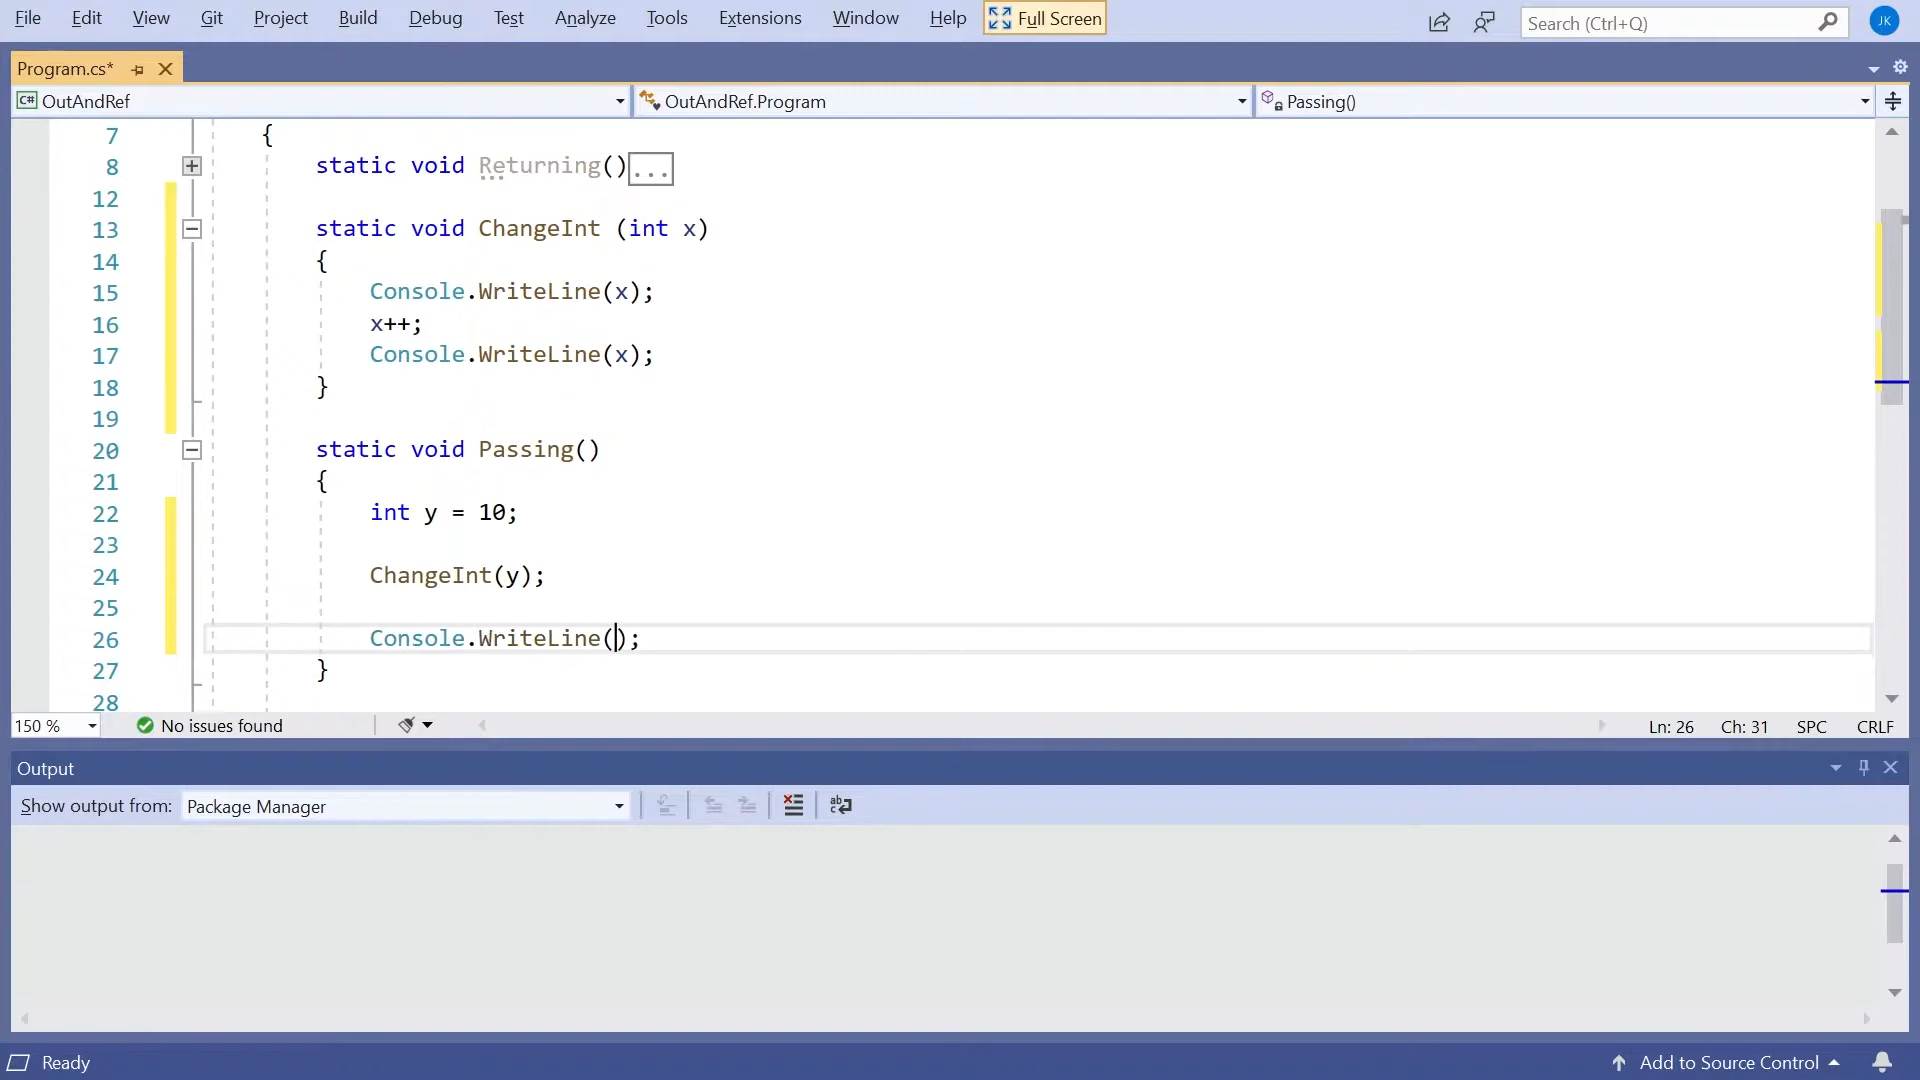 File Edit View Git Project Build Debug Test Analyze Tools Extensions Window Help Full Screen Search (Ctrl+Q) JK
Program.cs*
C# OutAndRef OutAndRef.Program Passing()
7 {
8 static void Returning()...
12
13 static void ChangeInt (int x)
14 {
15 Console.WriteLine(x);
16 x++;
17 Console.WriteLine(x);
18 }
19
20 static void Passing()
21 {
22 int y = 10;
23
24 ChangeInt(y);
25
26 Console.WriteLine();
27 }
28
150 % No issues found Ln: 26 Ch: 31 SPC CRLF
Output
Show output from: Package Manager
Ready Add to Source Control